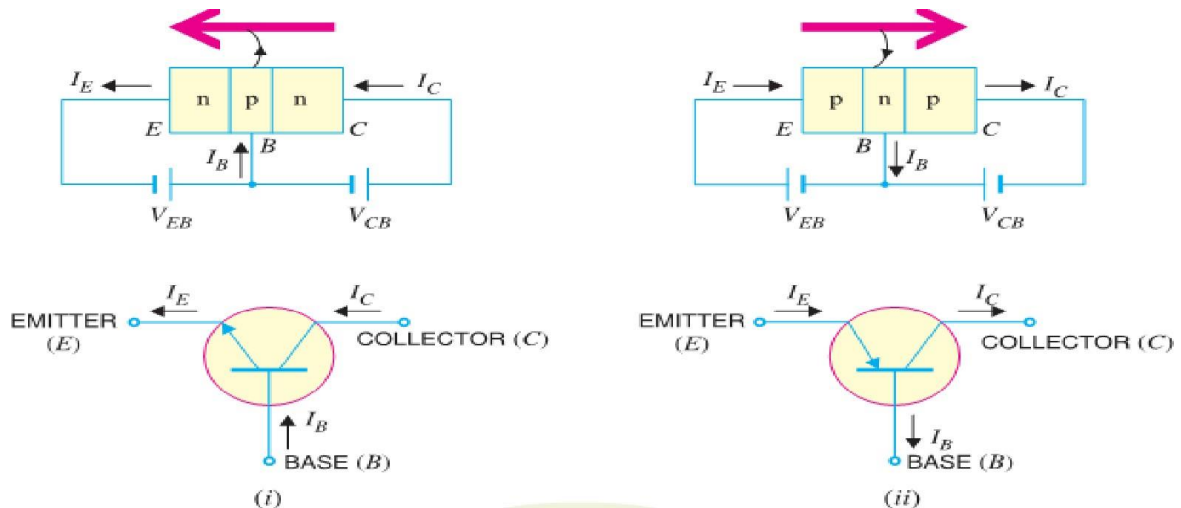 I_E
n p n
I_C
E
C
B
I_B
V_EB
V_CB
I_E
p n p
I_C
E
C
B
I_B
V_EB
V_CB
I_E
I_C
EMITTER
(E)
COLLECTOR (C)
I_B
BASE (B)
(i)
I_E
I_C
EMITTER
(E)
COLLECTOR (C)
I_B
BASE (B)
(ii)